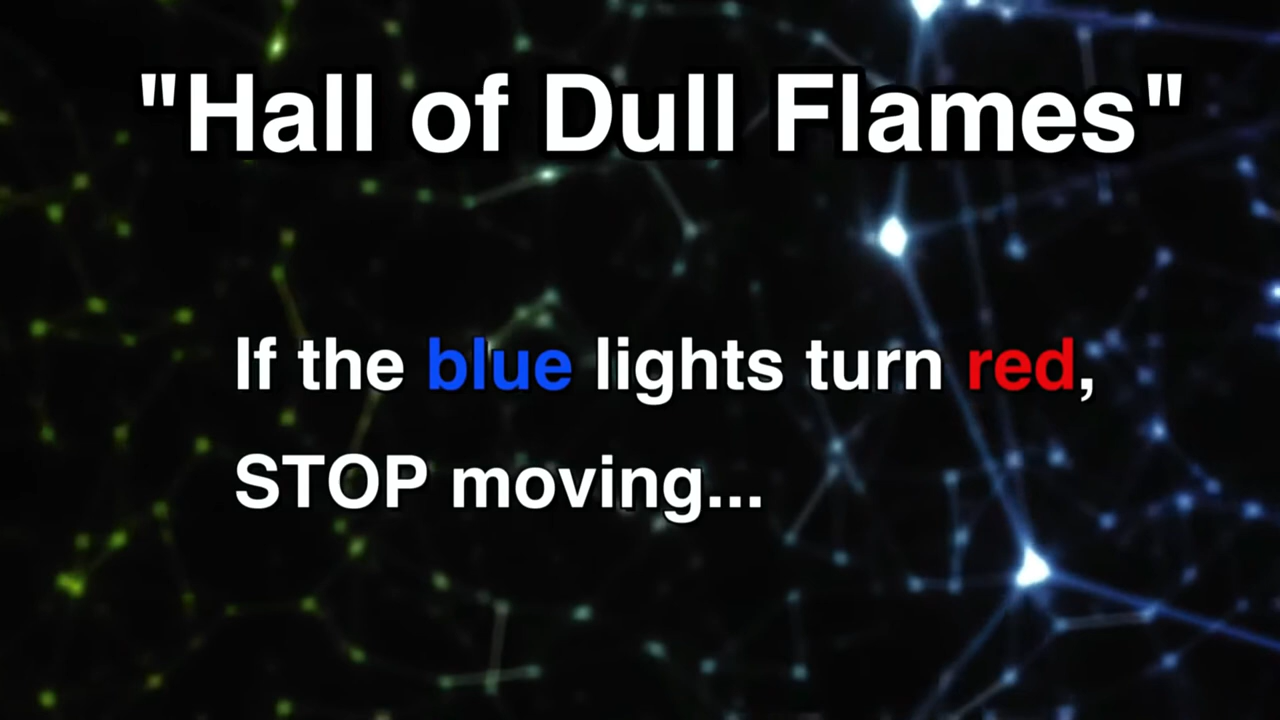 "Hall of Dull Flames"
If the blue lights turn red,
STOP moving...